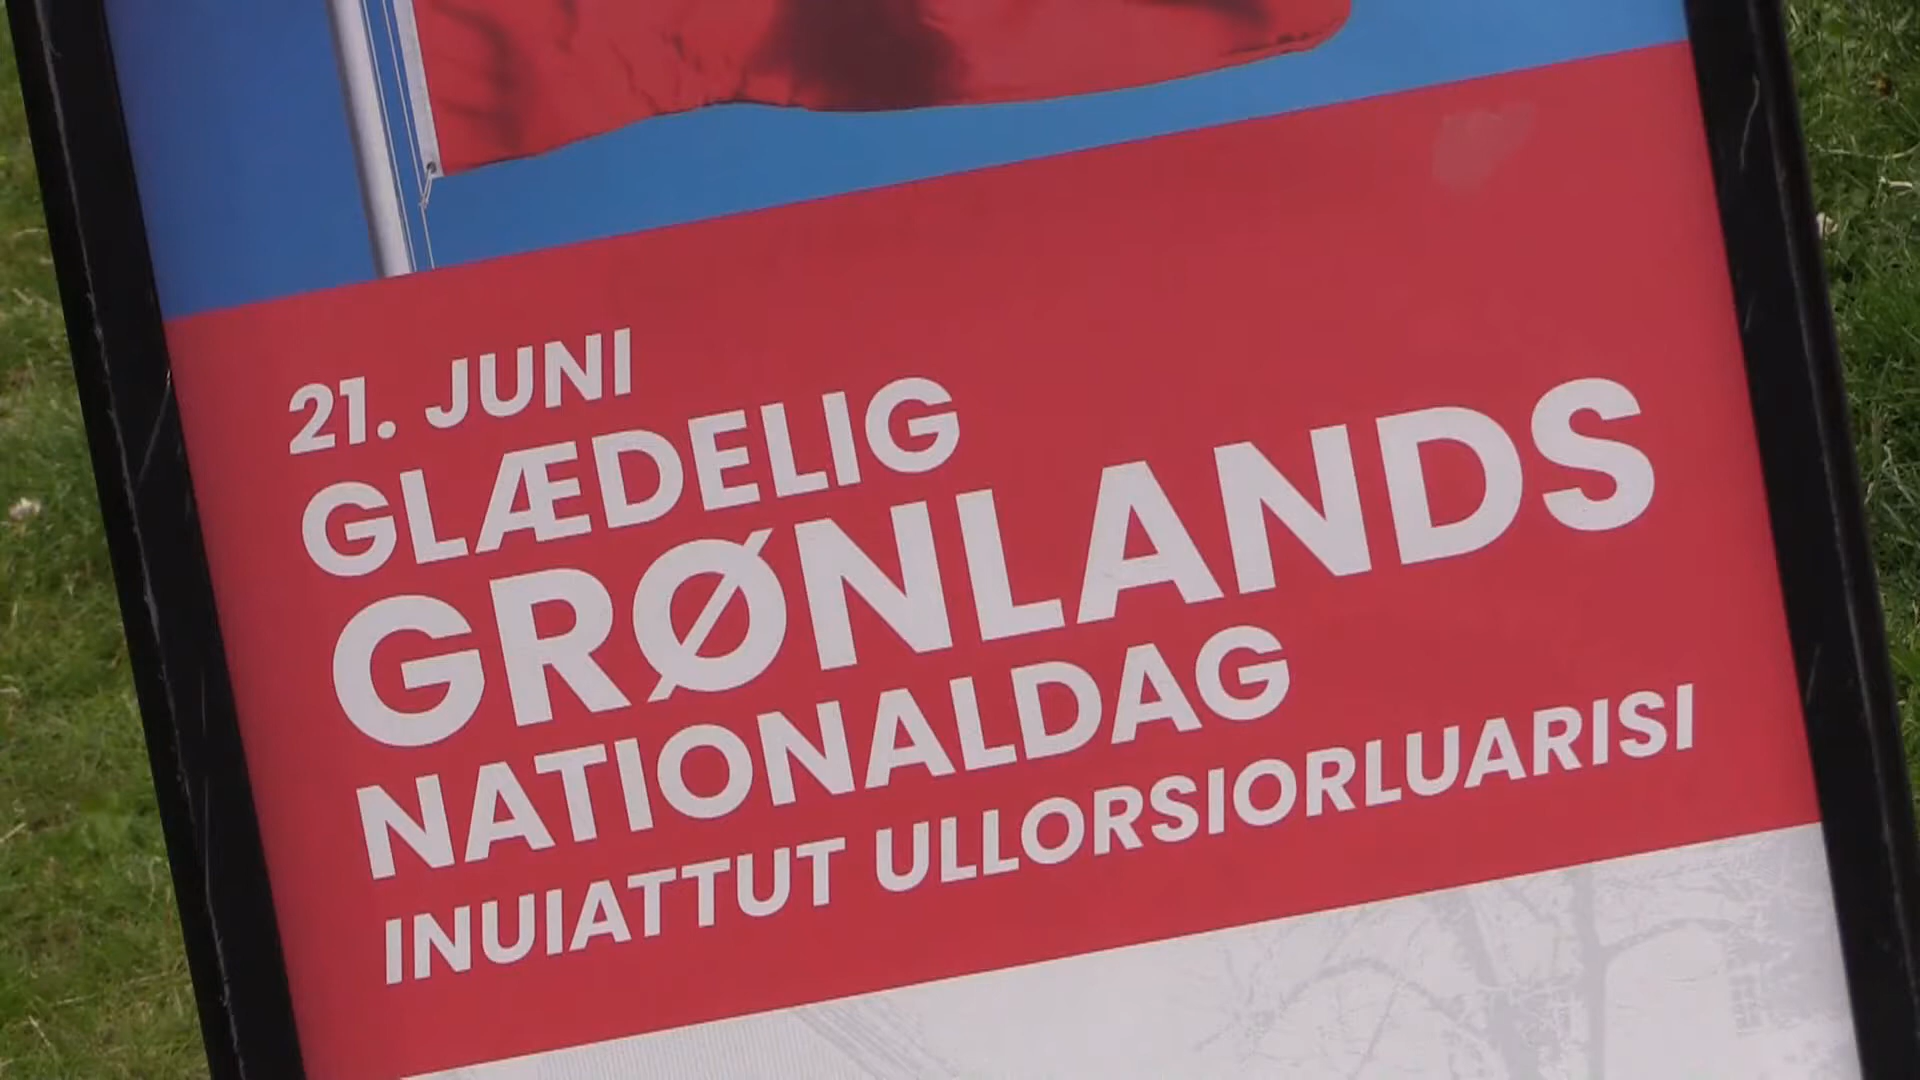 21. JUNI
GLÆDELIG
GRØNLANDS
NATIONALDAG
INUIATTUT ULLORSIORLUARISI